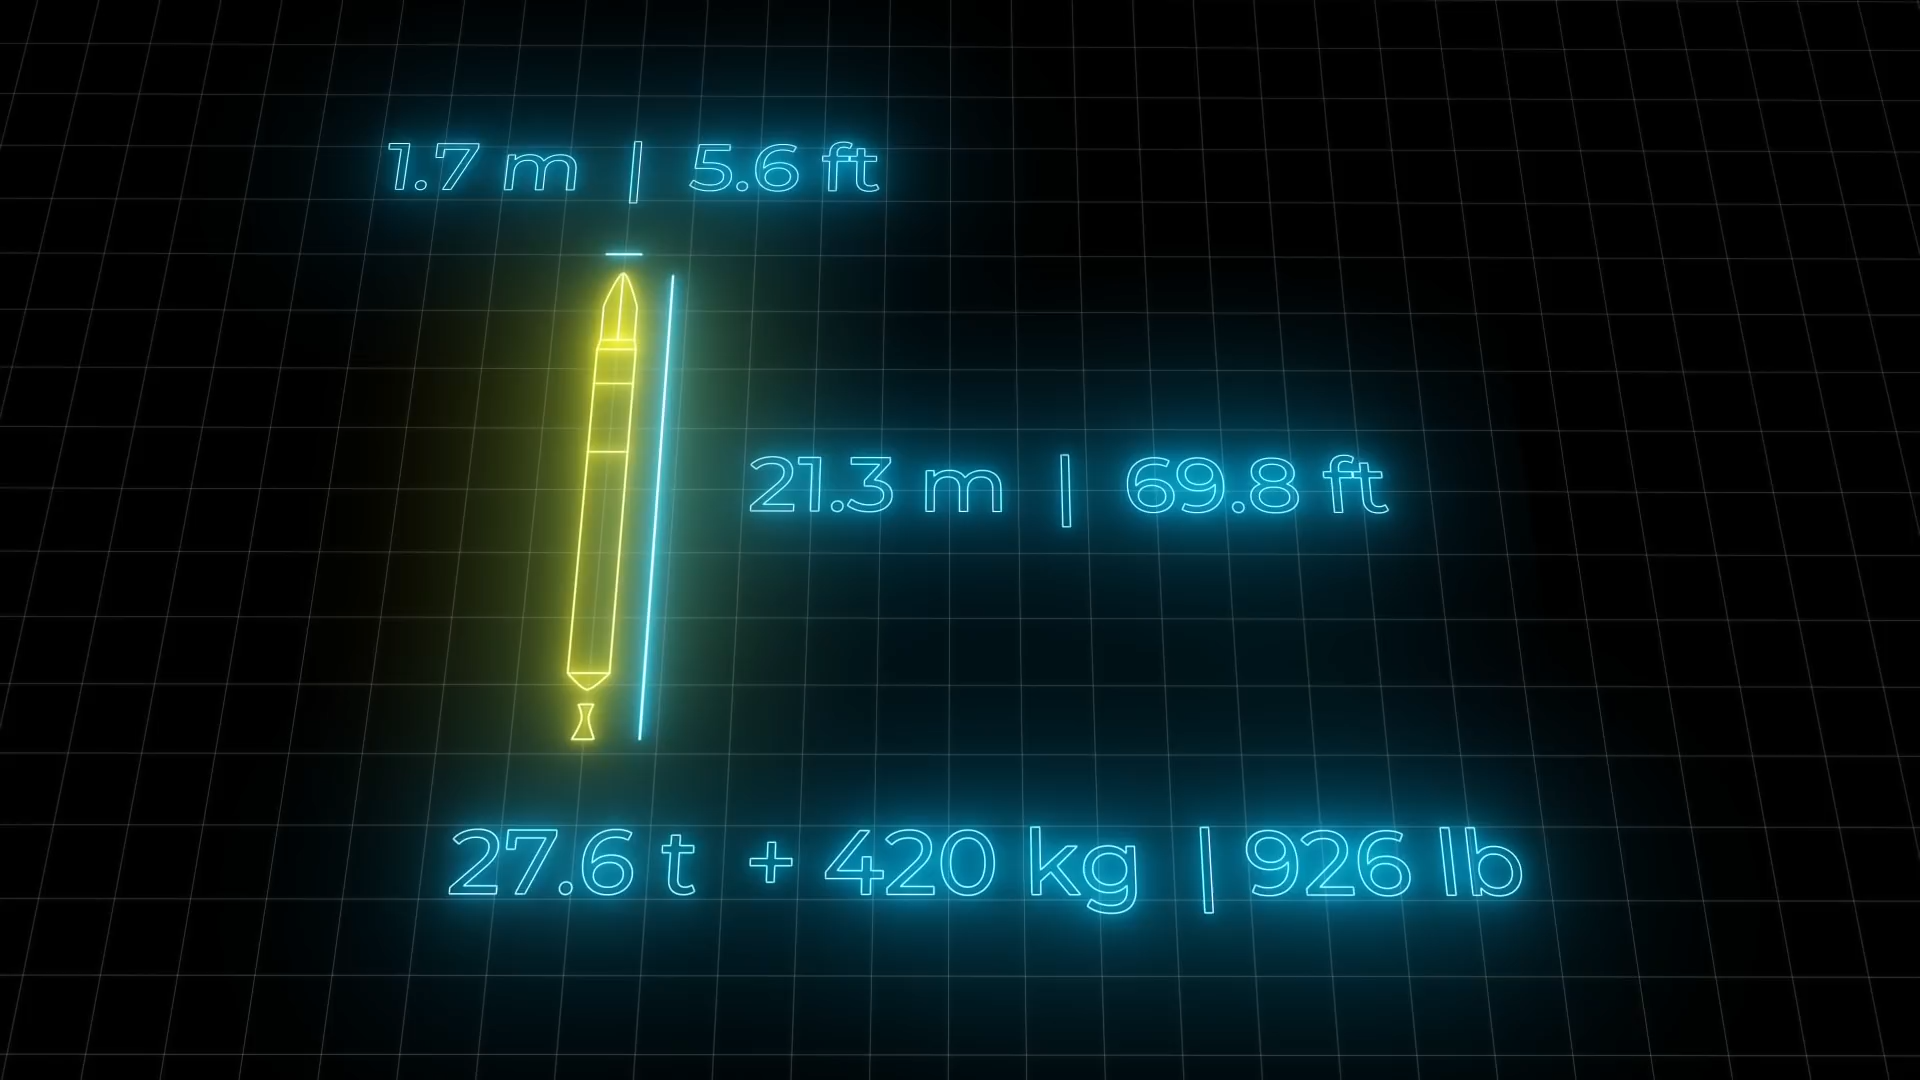 1.7 m | 5.6 ft
21.3 m | 69.8 ft
27.6 t + 420 kg | 926 lb